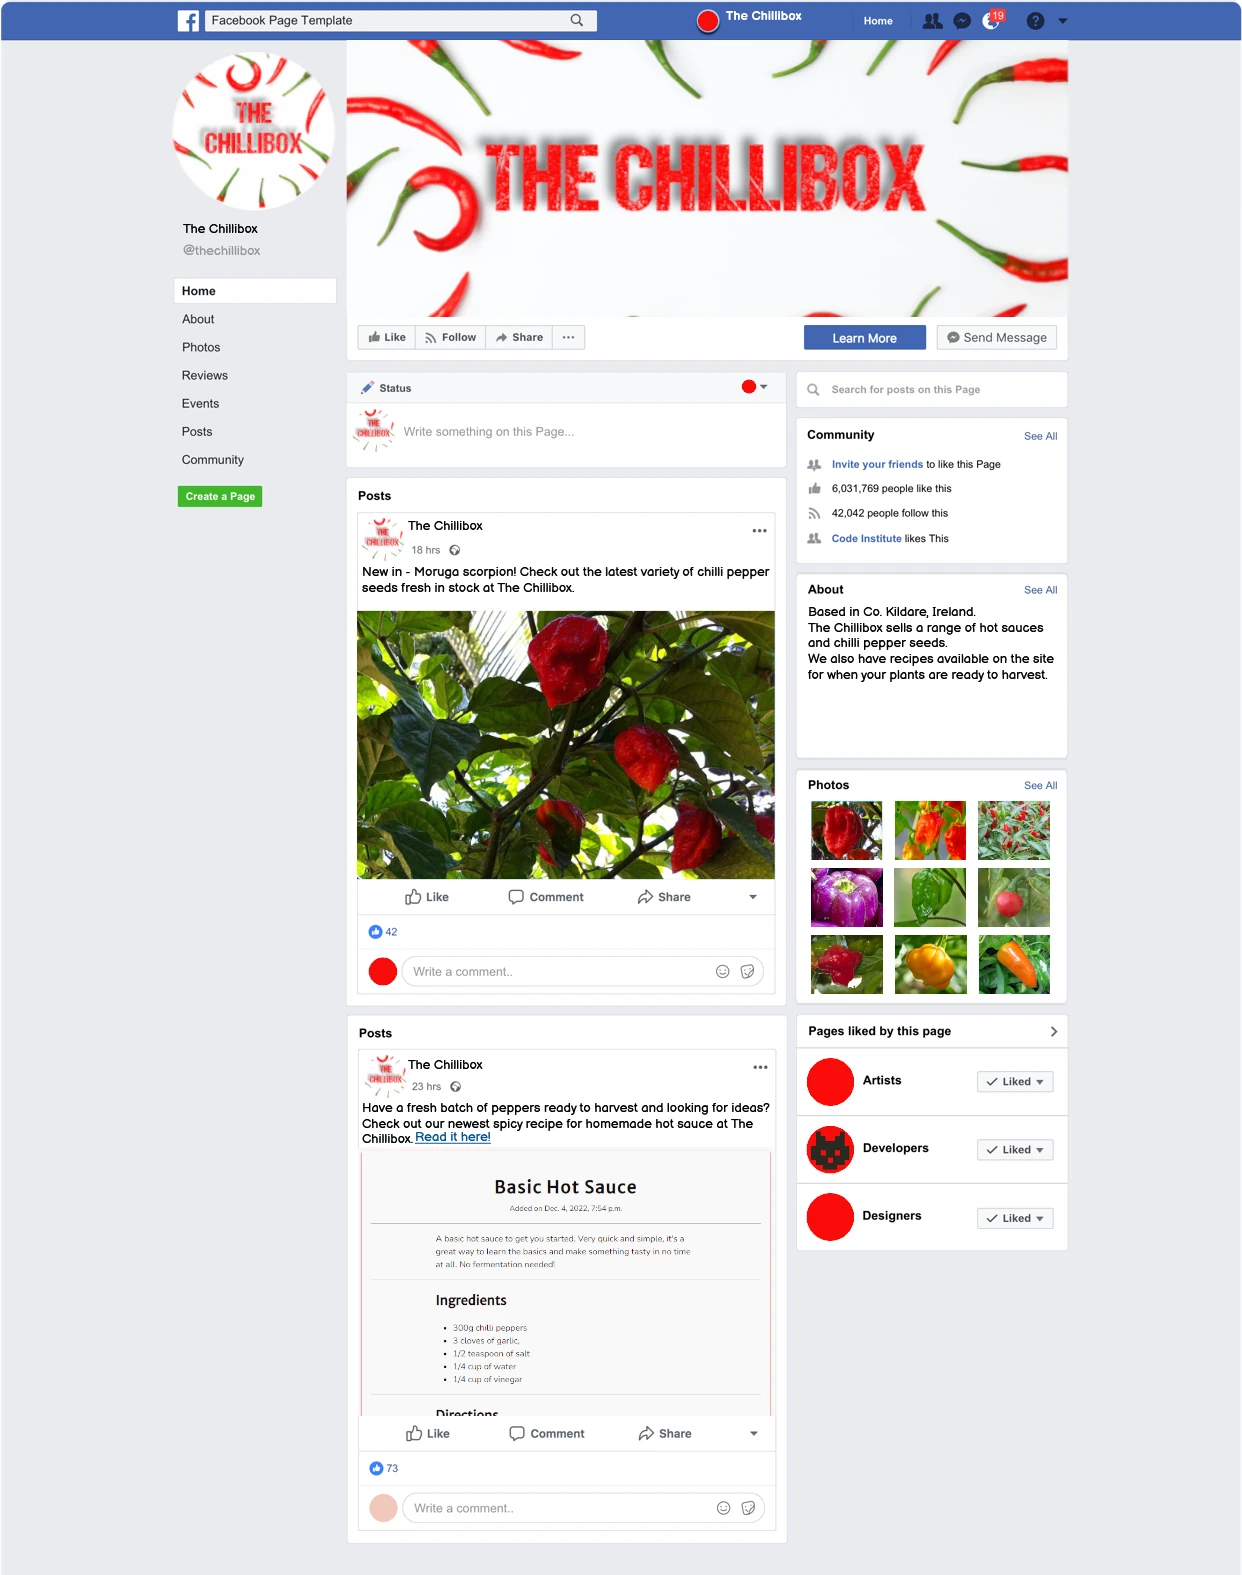 Facebook Page Template
The Chillibox
Home
19
THE
CHILLIBOX
THE CHILLIBOX
The Chillibox
@thechillibox
Home
About
Photos
Reviews
Events
Posts
Community
Create a Page
Like
Follow
Share
Learn More
Send Message
Status
THE
CHILLIBOX
Write something on this Page...
Posts
THE
CHILLIBOX
The Chillibox
18 hrs
New in - Moruga scorpion! Check out the latest variety of chilli pepper
seeds fresh in stock at The Chillibox.
Like Comment Share
42
Write a comment..
Posts
THE
CHILLIBOX
The Chillibox
23 hrs
Have a fresh batch of peppers ready to harvest and looking for ideas?
Check out our newest spicy recipe for homemade hot sauce at The
Chillibox. Read it here!
Basic Hot Sauce
Added on Dec. 4, 2022, 7:54 p.m.
A basic hot sauce to get you started. Very quick and simple, it's a
great way to learn the basics and make something tasty in no time
at all. No fermentation needed!
Ingredients
• 300g chilli peppers
• 3 cloves of garlic,
• 1/2 teaspoon of salt
• 1/4 cup of water
• 1/4 cup of vinegar
Directions
Like Comment Share
73
Write a comment..
Search for posts on this Page
Community See All
Invite your friends to like this Page
6,031,769 people like this
42,042 people follow this
Code Institute likes This
About See All
Based in Co. Kildare, Ireland.
The Chillibox sells a range of hot sauces
and chilli pepper seeds.
We also have recipes available on the site
for when your plants are ready to harvest.
Photos See All
Pages liked by this page
Artists Liked
Developers Liked
Designers Liked